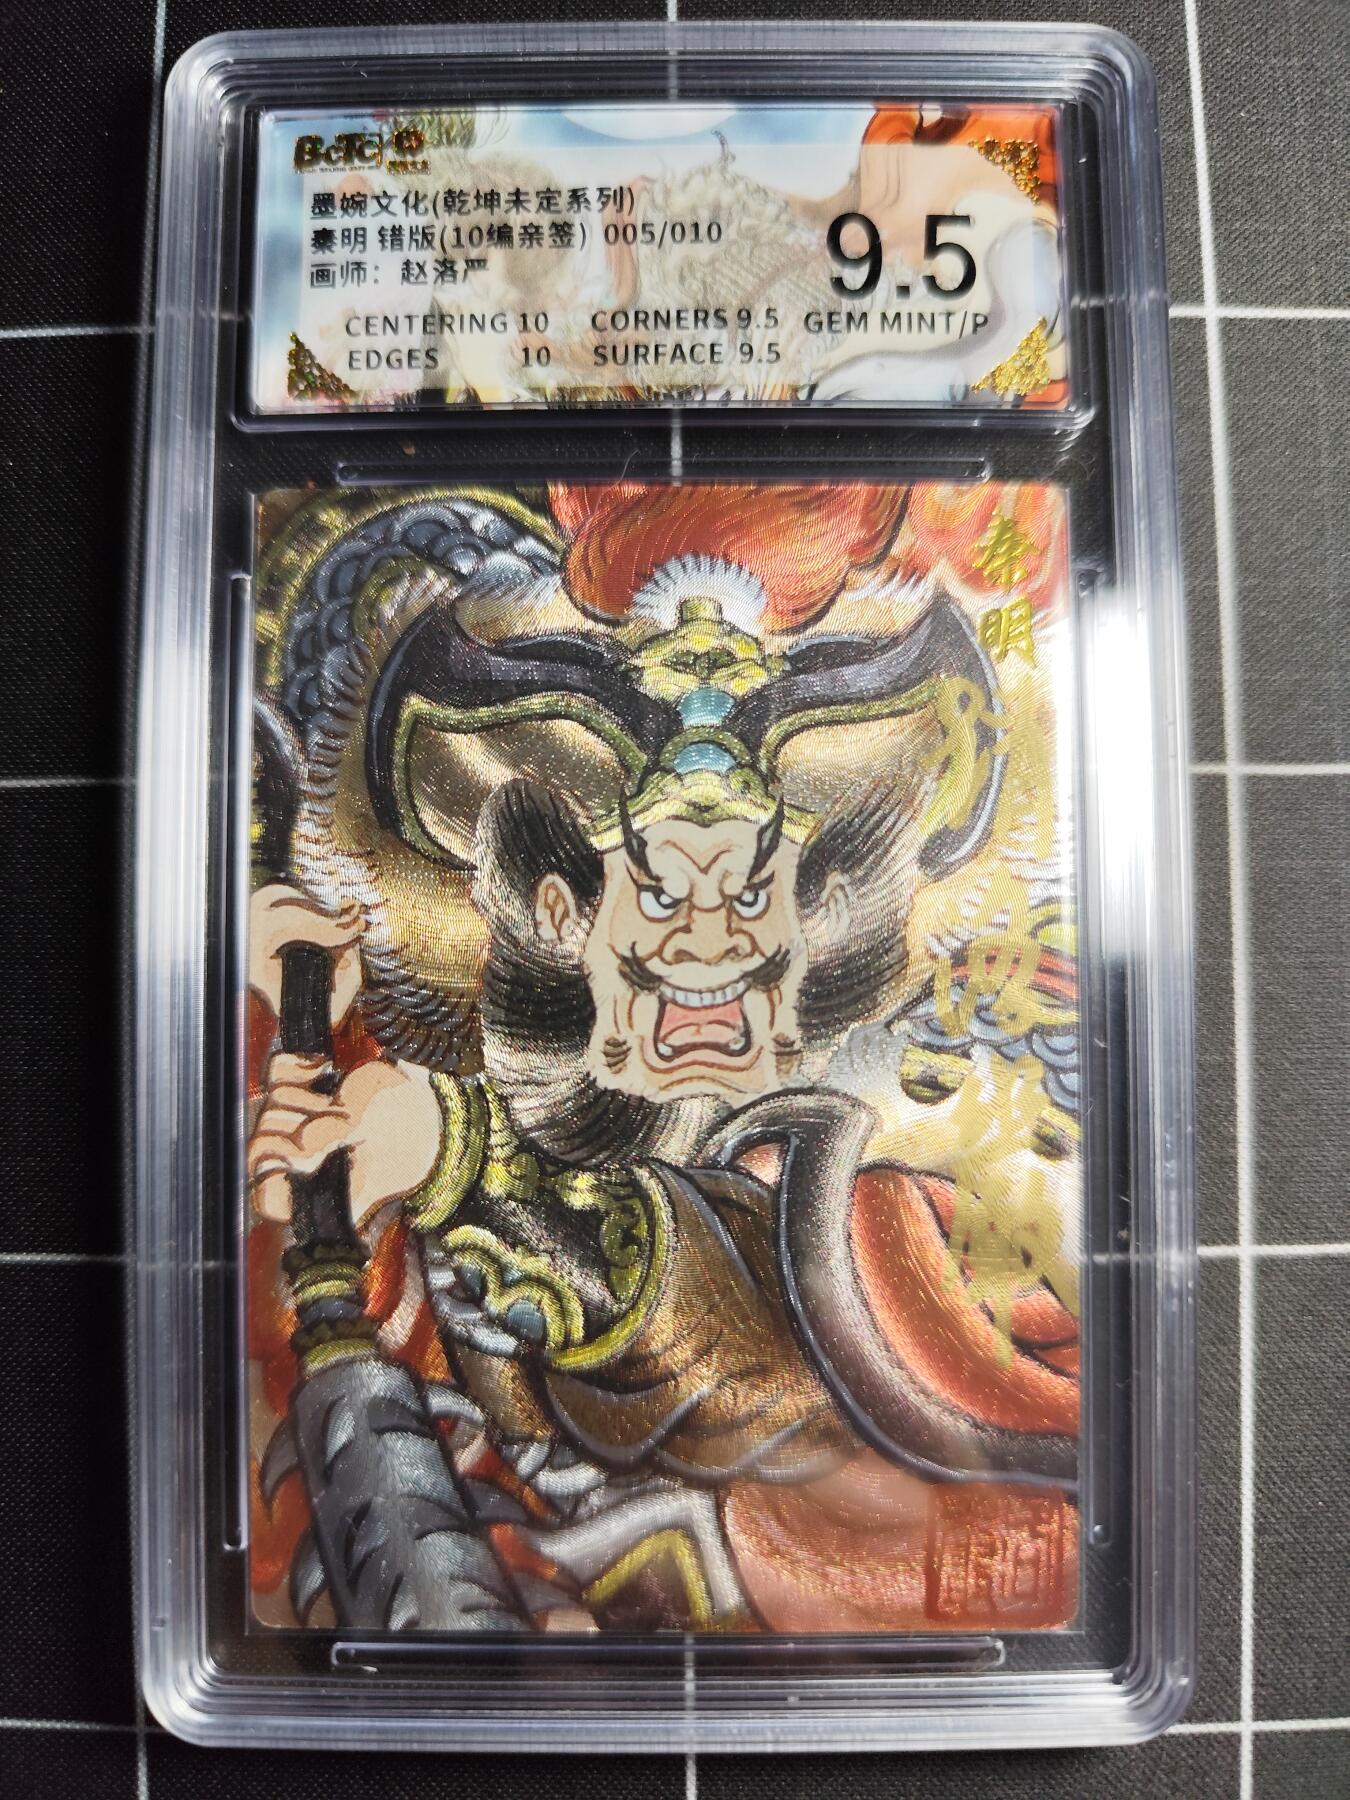 BcTC
墨婉文化(乾坤未定系列)
秦明 错版(10编亲签) 005/010
画师：赵洛严
9.5
CENTERING 10 CORNERS 9.5 GEM MINT/P
EDGES 10 SURFACE 9.5
秦明